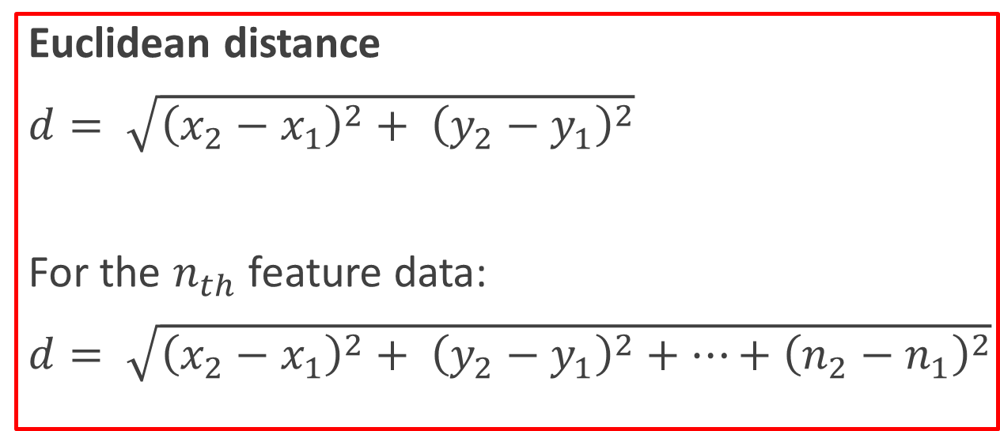 Euclidean distance
d = √(x₂ − x₁)² + (y₂ − y₁)²
For the nₜₕ feature data:
d = √(x₂ − x₁)² + (y₂ − y₁)² + ⋯ + (n₂ − n₁)²